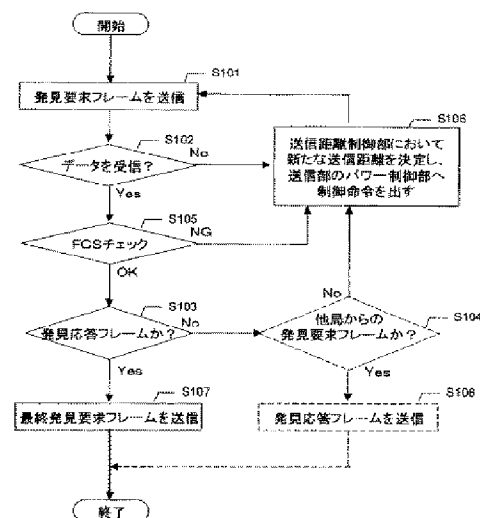 開始
S101
発見要求フレームを送信
S102
データを受信？
No
Yes
S106
送信距離制御部において
新たな送信距離を決定し、
送信部のパワー制御部へ
制御命令を出す
S105
FCSチェック
NG
OK
S103
発見応答フレームか？
No
Yes
No
他局からの
発見要求フレームか？
S104
Yes
S107
最終発見要求フレームを送信
S106
発見応答フレームを送信
終了